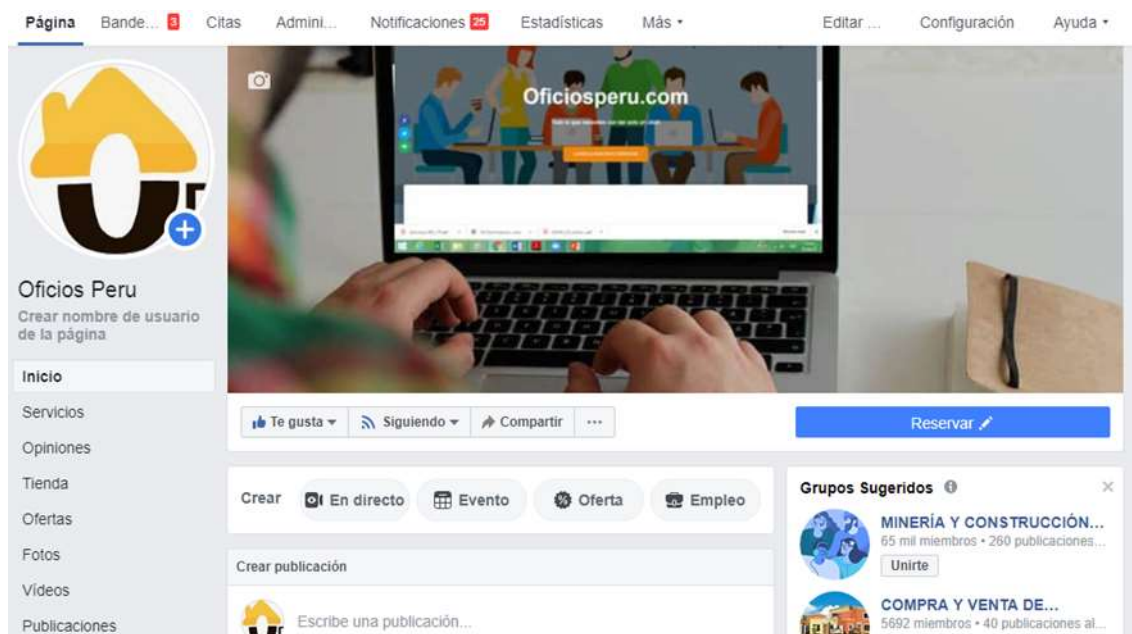 Página Bande... 3 Citas Admini... Notificaciones 25 Estadísticas Más Editar ... Configuración Ayuda
Oficiosperu.com
Oficios Peru
Crear nombre de usuario
de la página
Inicio
Servicios
Opiniones
Tienda
Ofertas
Fotos
Vídeos
Publicaciones
Te gusta Siguiendo Compartir ...
Reservar
Crear En directo Evento Oferta Empleo
Crear publicación
Escribe una publicación...
Grupos Sugeridos
MINERÍA Y CONSTRUCCIÓN...
65 mil miembros • 260 publicaciones...
Unirte
COMPRA Y VENTA DE...
5692 miembros • 40 publicaciones al...